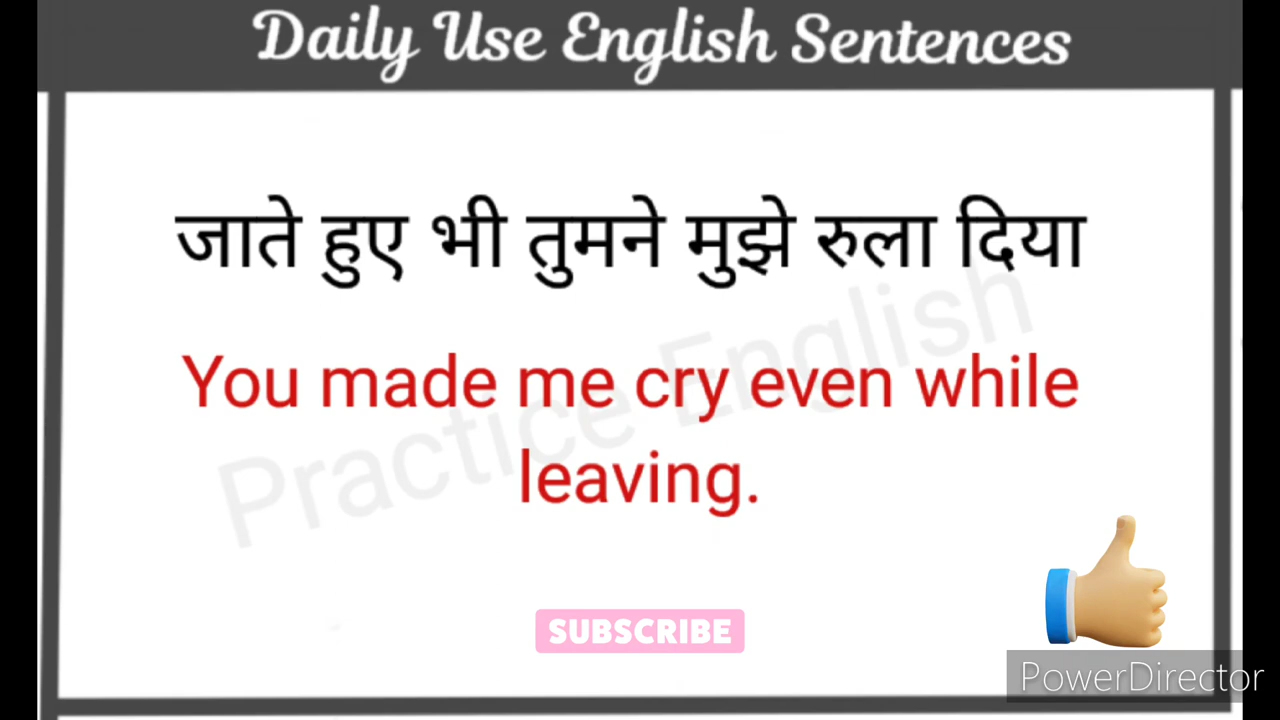 Daily Use English Sentences
जाते हुए भी तुमने मुझे रुला दिया
You made me cry even while
leaving.
Practice English
SUBSCRIBE
PowerDirector